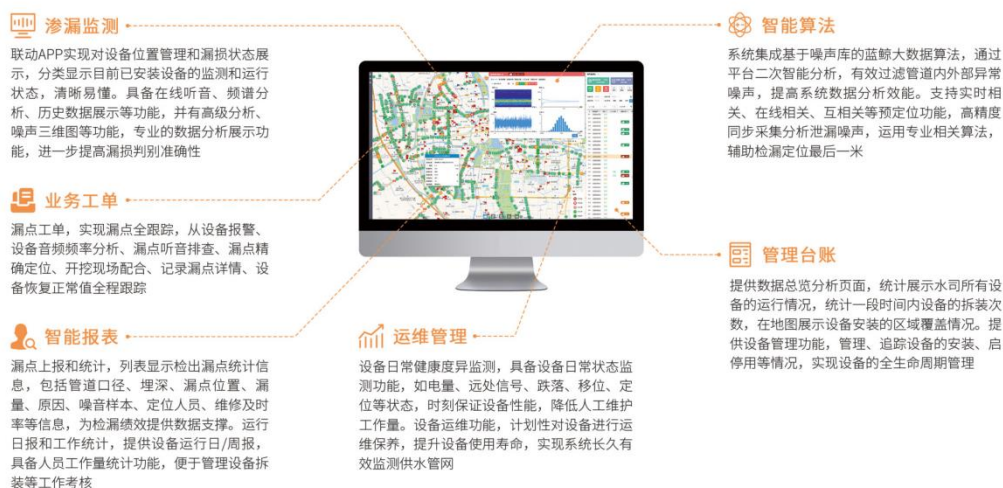 渗漏监测
联动APP实现对设备位置管理和漏损状态展
示，分类显示目前已安装设备的监测和运行
状态，清晰易懂。具备在线听音、频谱分
析、历史数据展示等功能，并有高级分析、
噪声三维图等功能，专业的数据分析展示功
能，进一步提高漏损判别准确性
业务工单
漏点工单，实现漏点全跟踪，从设备报警、
设备音频频率分析、漏点听音排查、漏点精
确定位、开挖现场配合、记录漏点详情、设
备恢复正常值全程跟踪
智能报表
漏点上报和统计，列表显示检出漏点统计信
息，包括管道口径、埋深、漏点位置、漏
量、原因、噪音样本、定位人员、维修及时
率等信息，为检漏绩效提供数据支撑。运行
日报和工作统计，提供设备运行日/周报，
具备人员工作量统计功能，便于管理设备拆
装等工作考核
运维管理
设备日常健康度异监测，具备设备日常状态监
测功能，如电量、远处信号、跌落、移位、定
位等状态，时刻保证设备性能，降低人工维护
工作量。设备运维功能，计划性对设备进行运
维保养，提升设备使用寿命，实现系统长久有
效监测供水管网
智能算法
系统集成基于噪声库的蓝鲸大数据算法，通过
平台二次智能分析，有效过滤管道内外部异常
噪声，提高系统数据分析效能。支持实时相
关、在线相关、互相关等预定位功能，高精度
同步采集分析泄漏噪声，运用专业相关算法，
辅助检漏定位最后一米
管理台账
提供数据总览分析页面，统计展示水司所有设
备的运行情况，统计一段时间内设备的拆装次
数，在地图展示设备安装的区域覆盖情况。提
供设备管理功能，管理、追踪设备的安装、启
停用等情况，实现设备的全生命周期管理